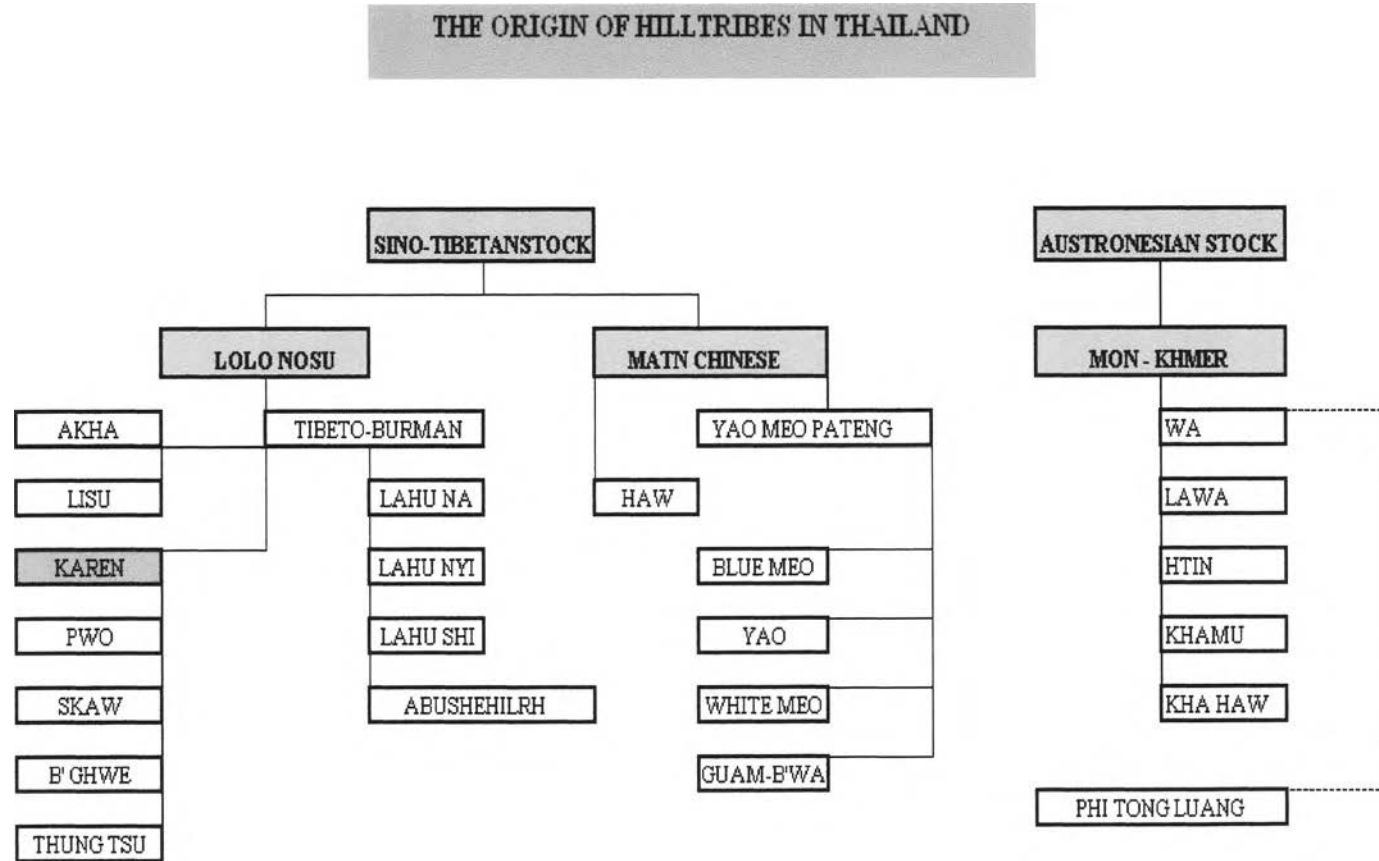 THE ORIGIN OF HILLTRIBES IN THAILAND
SINO-TIBETANSTOCK
AUSTRONESIAN STOCK
LOLO NOSU
MATN CHINESE
MON - KHMER
AKHA
TIBETO-BURMAN
YAO MEO PATENG
WA
LISU
LAHU NA
HAW
LAWA
KAREN
LAHU NYI
BLUE MEO
HTIN
PWO
LAHU SHI
YAO
KHAMU
SKAW
ABUSHEHILRH
WHITE MEO
KHA HAW
B' GHWE
GUAM-B'WA
PHI TONG LUANG
THUNG TSU